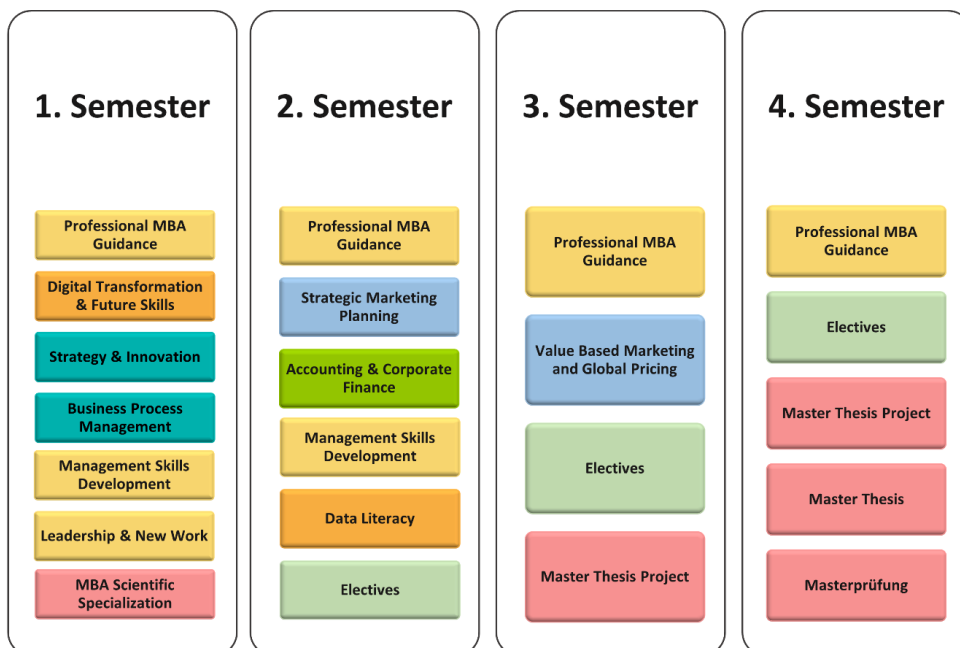 1. Semester
Professional MBA
Guidance
Digital Transformation
& Future Skills
Strategy & Innovation
Business Process
Management
Management Skills
Development
Leadership & New Work
MBA Scientific
Specialization
2. Semester
Professional MBA
Guidance
Strategic Marketing
Planning
Accounting & Corporate
Finance
Management Skills
Development
Data Literacy
Electives
3. Semester
Professional MBA
Guidance
Value Based Marketing
and Global Pricing
Electives
Master Thesis Project
4. Semester
Professional MBA
Guidance
Electives
Master Thesis Project
Master Thesis
Masterprüfung